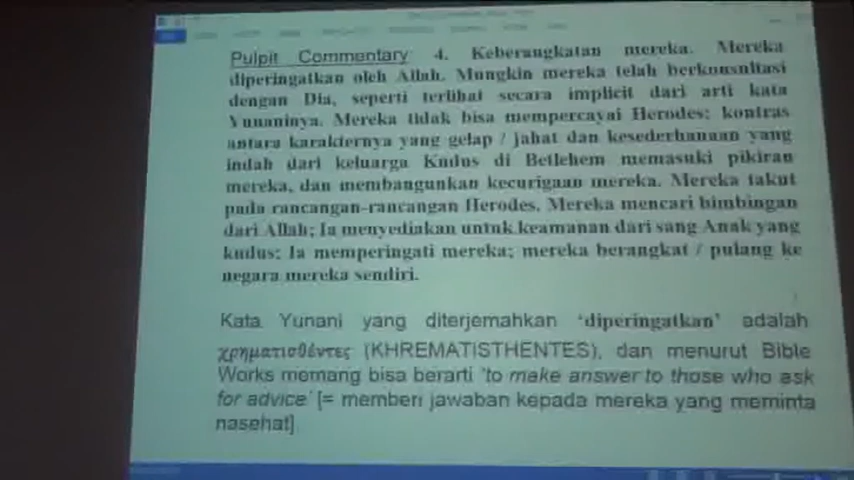 Pulpit Commentary 4. Keberangkatan mereka. Mereka
diperingatkan oleh Allah. Mungkin mereka telah berkonsultasi
dengan Dia, seperti terlihat secara implicit dari arti kata
Yunaninya. Mereka tidak bisa mempercayai Herodes; kontras
antara karakternya yang gelap / jahat dan kesederhanaan yang
indah dari keluarga Kudus di Betlehem memasuki pikiran
mereka, dan membangunkan kecurigaan mereka. Mereka takut
pada rancangan-rancangan Herodes. Mereka mencari bimbingan
dari Allah; Ia menyediakan untuk keamanan dari sang Anak yang
kudus; Ia memperingati mereka; mereka berangkat / pulang ke
negara mereka sendiri.
Kata Yunani yang diterjemahkan ‘diperingatkan’ adalah
χρηματισθέντες (KHREMATISTHENTES), dan menurut Bible
Works memang bisa berarti ‘to make answer to those who ask
for advice’ [= memberi jawaban kepada mereka yang meminta
nasehat]